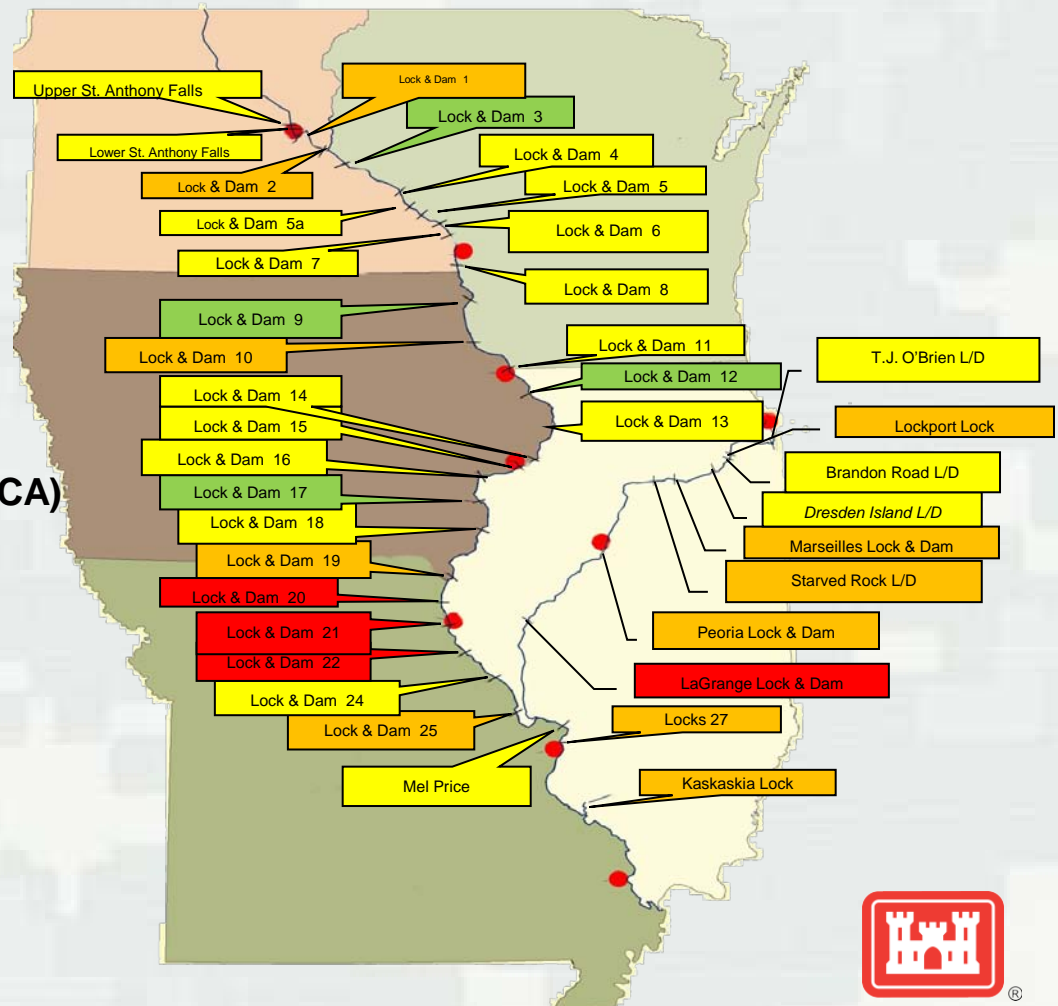 Upper St. Anthony Falls
Lock & Dam 1
Lock & Dam 3
Lower St. Anthony Falls
Lock & Dam 4
Lock & Dam 2
Lock & Dam 5
Lock & Dam 5a
Lock & Dam 6
Lock & Dam 7
Lock & Dam 8
Lock & Dam 9
Lock & Dam 10
Lock & Dam 11
T.J. O'Brien L/D
Lock & Dam 12
Lock & Dam 14
Lock & Dam 13
Lockport Lock
Lock & Dam 15
Lock & Dam 16
Brandon Road L/D
CA)
Lock & Dam 17
Dresden Island L/D
Lock & Dam 18
Marseilles Lock & Dam
Lock & Dam 19
Starved Rock L/D
Lock & Dam 20
Lock & Dam 21
Peoria Lock & Dam
Lock & Dam 22
LaGrange Lock & Dam
Lock & Dam 24
Locks 27
Lock & Dam 25
Mel Price
Kaskaskia Lock
®